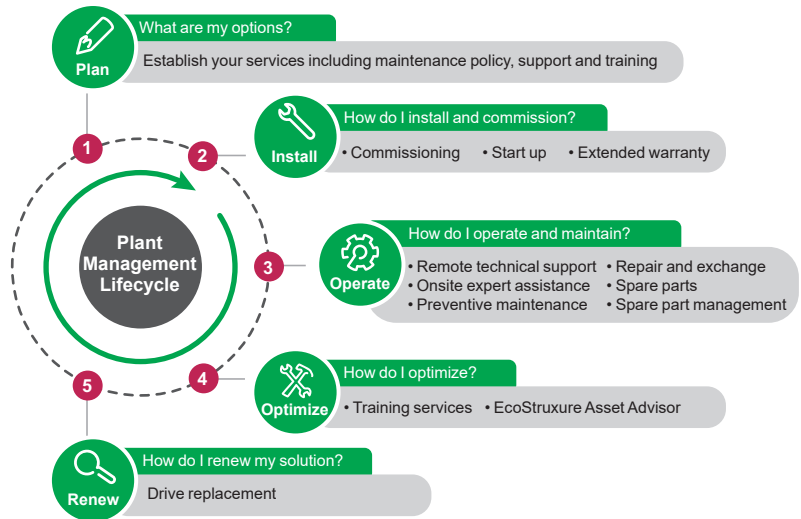 What are my options?
Plan
Establish your services including maintenance policy, support and training
1
2
How do I install and commission?
Install
• Commissioning • Start up • Extended warranty
Plant
Management
Lifecycle
3
How do I operate and maintain?
Operate
• Remote technical support • Repair and exchange
• Onsite expert assistance • Spare parts
• Preventive maintenance • Spare part management
4
How do I optimize?
Optimize
• Training services • EcoStruxure Asset Advisor
5
How do I renew my solution?
Renew
Drive replacement